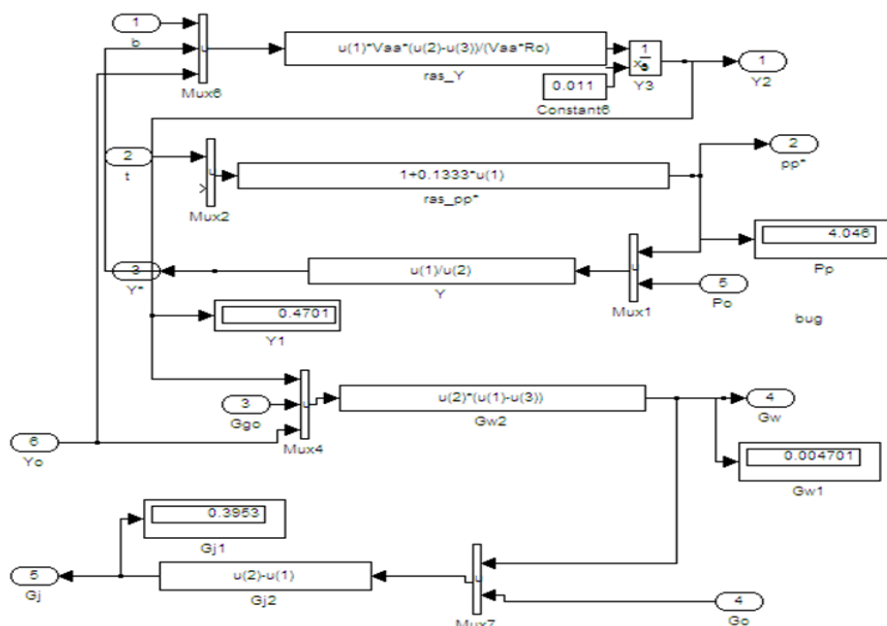 1
b
Mux6
u(1)*Vaa*(u(2)-u(3))/(Vaa*Ro)
ras_Y
0.011
Constant6
1
Y3
1
Y2
2
t
Mux2
1+0.1333*u(1)
ras_pp*
2
pp*
4.046
Pp
3
Y*
u(1)/u(2)
Y
Mux1
5
Po
bug
0.4701
Y1
3
Ggo
Mux4
u(2)*(u(1)-u(3))
Gw2
4
Gw
6
Yo
0.004701
Gw1
0.3953
Gj1
5
Gj
u(2)-u(1)
Gj2
Mux7
4
Go